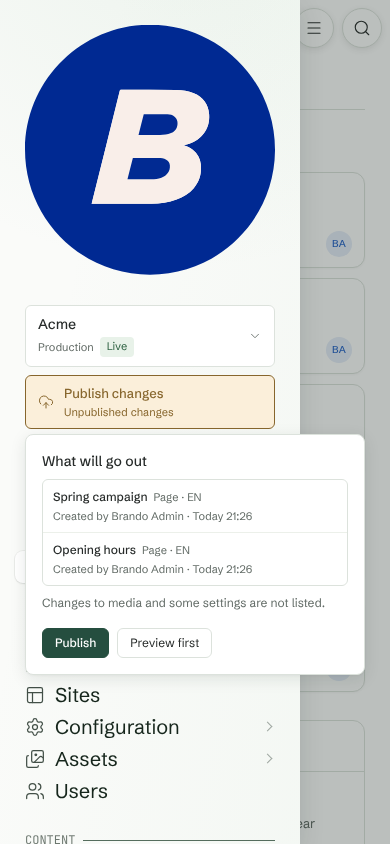 B
BA
Acme
Production Live
BA
Publish changes
Unpublished changes
What will go out
Spring campaign Page · EN
Created by Brando Admin · Today 21:26
Opening hours Page · EN
Created by Brando Admin · Today 21:26
Changes to media and some settings are not listed.
Publish Preview first
Sites
Configuration
Assets
Users
ear
CONTENT